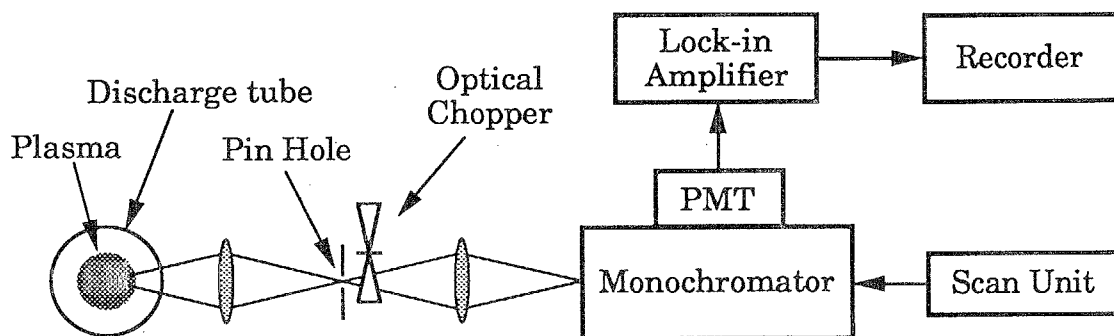 Discharge tube
Plasma
Pin Hole
Optical
Chopper
Lock-in
Amplifier
Recorder
PMT
Monochromator
Scan Unit